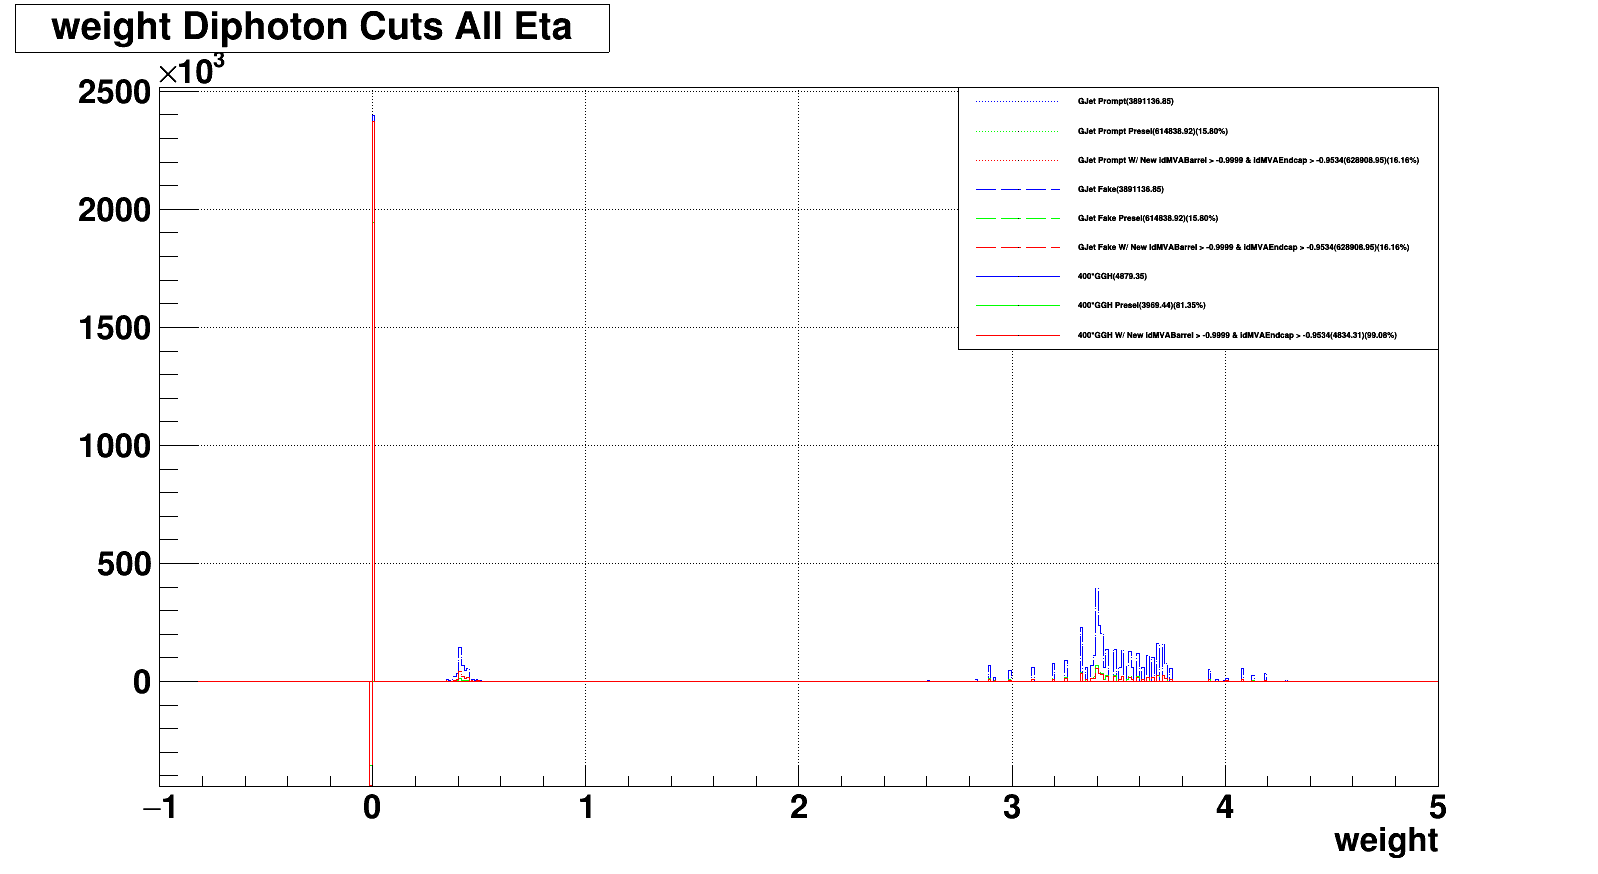 weight Diphoton Cuts All Eta
×10³
2500
2000
1500
1000
500
0
−1 0 1 2 3 4 5
weight
GJet Prompt(3891136.85)
GJet Prompt Presel(614838.92)(15.80%)
GJet Prompt W/ New idMVABarrel > -0.9999 & idMVAEndcap > -0.9534(628908.95)(16.16%)
GJet Fake(3891136.85)
GJet Fake Presel(614838.92)(15.80%)
GJet Fake W/ New idMVABarrel > -0.9999 & idMVAEndcap > -0.9534(628908.95)(16.16%)
400*GGH(4879.35)
400*GGH Presel(3969.44)(81.35%)
400*GGH W/ New idMVABarrel > -0.9999 & idMVAEndcap > -0.9534(4834.31)(99.08%)